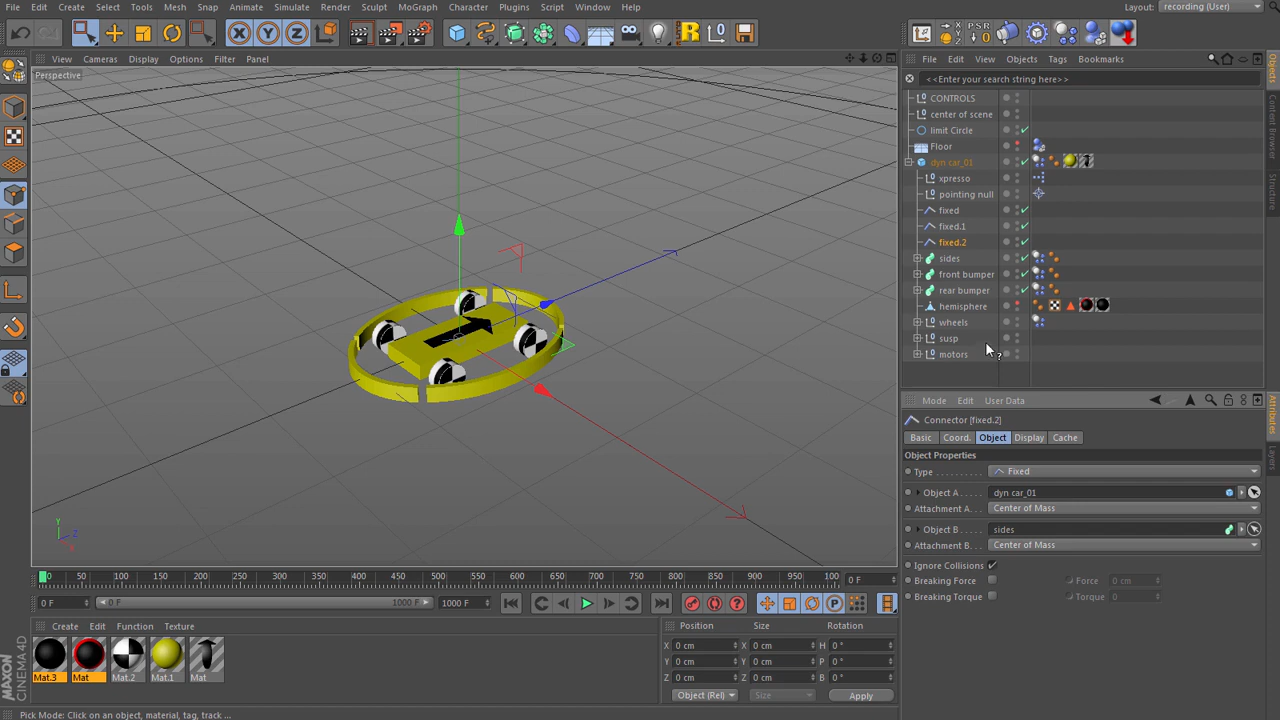 File Edit Create Select Tools Mesh Snap Animate Simulate Render Sculpt MoGraph Character Plugins Script Window Help Layout: recording (User)
X Y Z PSR 0
View Cameras Display Options Filter Panel
File Edit View Objects Tags Bookmarks
Perspective
<<Enter your search string here>>
CONTROLS
center of scene
limit Circle
Floor
dyn car_01
xpresso
pointing null
fixed
fixed.1
fixed.2
sides
front bumper
rear bumper
hemisphere
wheels
susp
motors
Objects
Content Browser
Structure
Attributes
Layers
Mode Edit User Data
Connector [fixed.2]
Basic Coord. Object Display Cache
Object Properties
Type Fixed
Object A dyn car_01
Attachment A. Center of Mass
Object B sides
Attachment B. Center of Mass
Ignore Collisions
Breaking Force Force 0 cm
Breaking Torque Torque 0
Y Z X
0 50 100 150 200 250 300 350 400 450 500 550 600 650 700 750 800 850 900 950 1000 0 F
0 F 0 F 1000 F 1000 F
Create Edit Function Texture
Mat.3 Mat Mat.2 Mat.1 Mat
Position Size Rotation
X 0 cm X 0 cm H 0 °
Y 0 cm Y 0 cm P 0 °
Z 0 cm Z 0 cm B 0 °
Object (Rel) Size Apply
MAXON CINEMA 4D
Pick Mode: Click on an object, material, tag, track ...